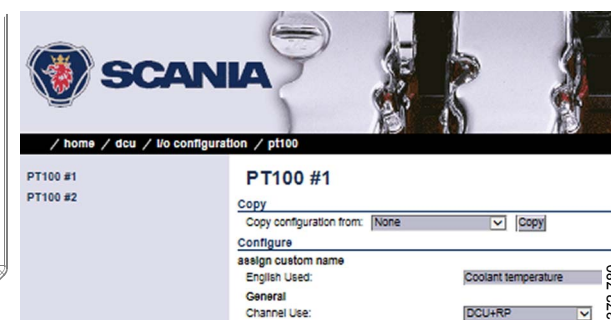 SCANIA
/ home / dcu / i/o configuration / pt100
PT100 #1
PT100 #2
PT100 #1
Copy
Copy configuration from: None Copy
Configure
assign custom name
English Used: Coolant temperature
General
Channel Use: DCU+RP